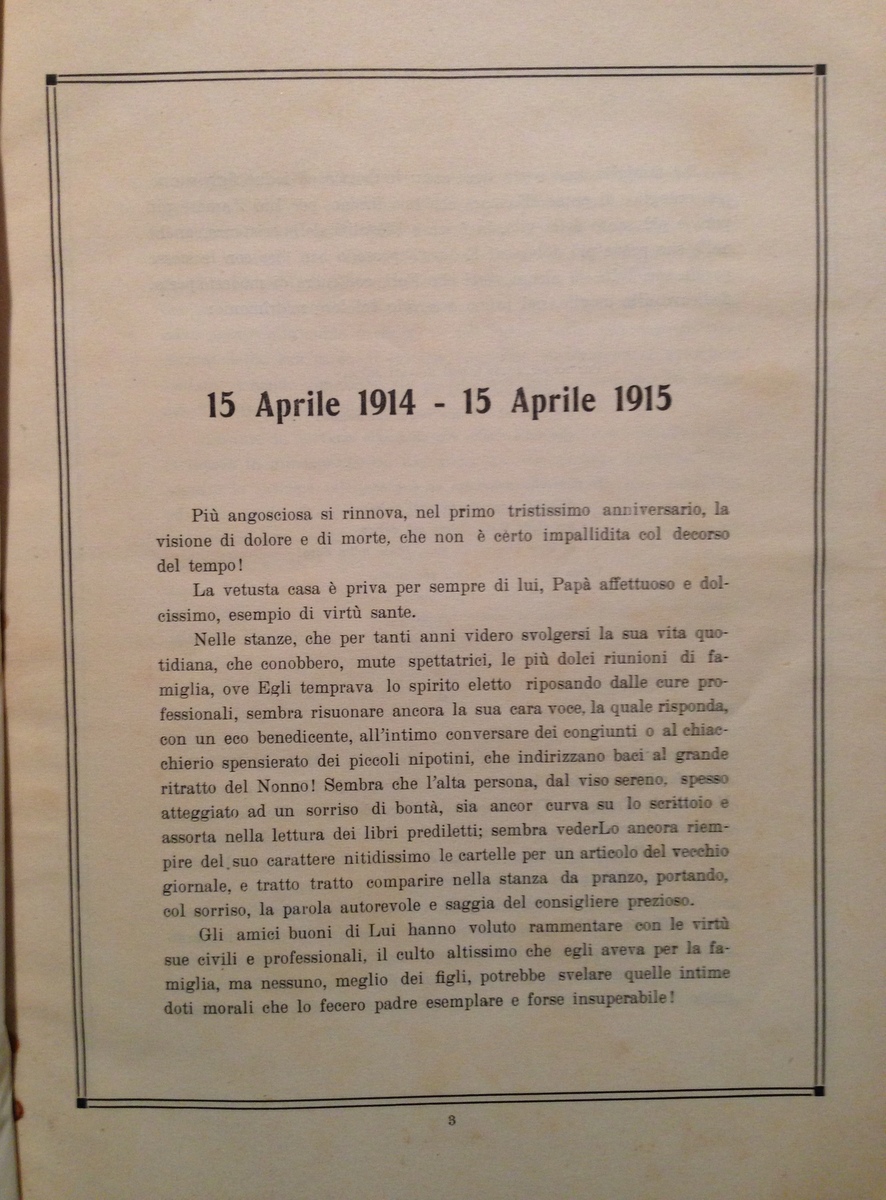 15 Aprile 1914 - 15 Aprile 1915
Più angosciosa si rinnova, nel primo tristissimo anniversario, la
visione di dolore e di morte, che non è certo impallidita col decorso
del tempo!
La vetusta casa è priva per sempre di lui, Papà affettuoso e dol-
cissimo, esempio di virtù sante.
Nelle stanze, che per tanti anni videro svolgersi la sua vita quo-
tidiana, che conobbero, mute spettatrici, le più dolci riunioni di fa-
miglia, ove Egli temprava lo spirito eletto riposando dalle cure pro-
fessionali, sembra risuonare ancora la sua cara voce, la quale risponda,
con un eco benedicente, all'intimo conversare dei congiunti o al chiac-
chierio spensierato dei piccoli nipotini, che indirizzano baci al grande
ritratto del Nonno! Sembra che l'alta persona, dal viso sereno, spesso
atteggiato ad un sorriso di bontà, sia ancor curva su lo scrittoio e
assorta nella lettura dei libri prediletti; sembra vederLo ancora riem-
pire del suo carattere nitidissimo le cartelle per un articolo del vecchio
giornale, e tratto tratto comparire nella stanza da pranzo, portando,
col sorriso, la parola autorevole e saggia del consigliere prezioso.
Gli amici buoni di Lui hanno voluto rammentare con le virtù
sue civili e professionali, il culto altissimo che egli aveva per la fa-
miglia, ma nessuno, meglio dei figli, potrebbe svelare quelle intime
doti morali che lo fecero padre esemplare e forse insuperabile!
3